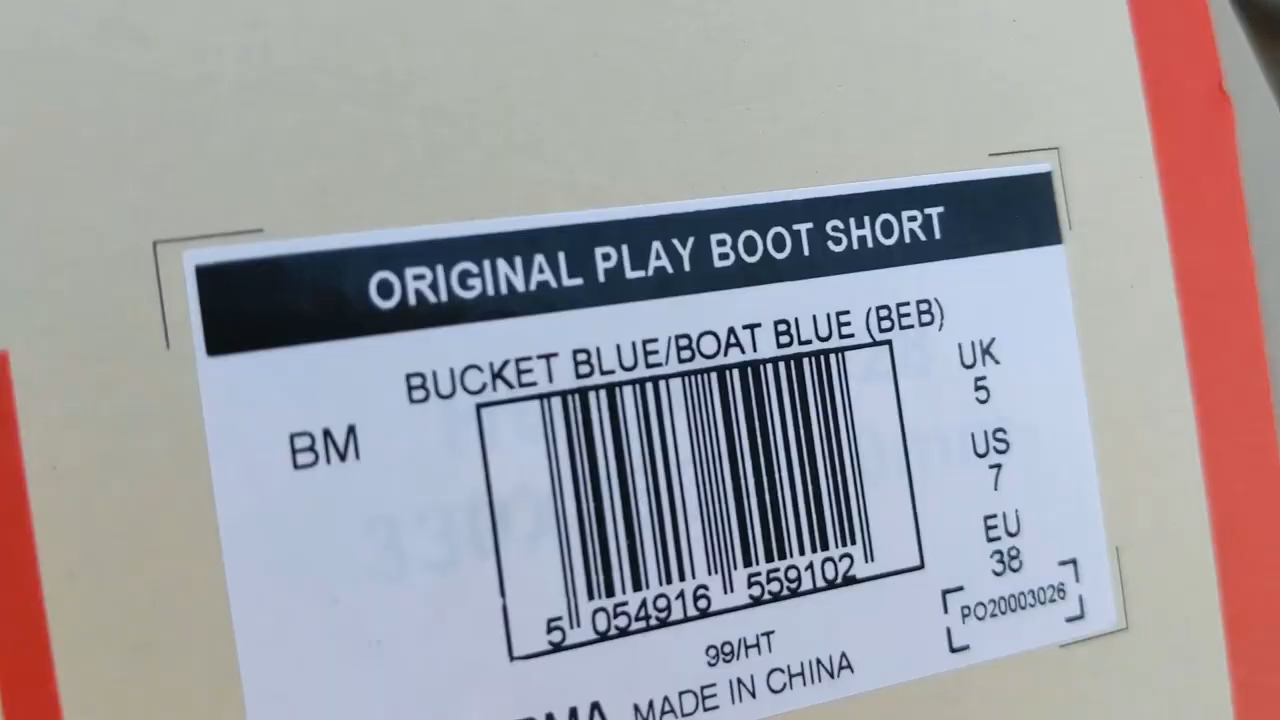 ORIGINAL PLAY BOOT SHORT
BUCKET BLUE/BOAT BLUE (BEB)
BM
UK
5
US
7
EU
38
5 054916 559102
PO20003026
99/HT
MADE IN CHINA